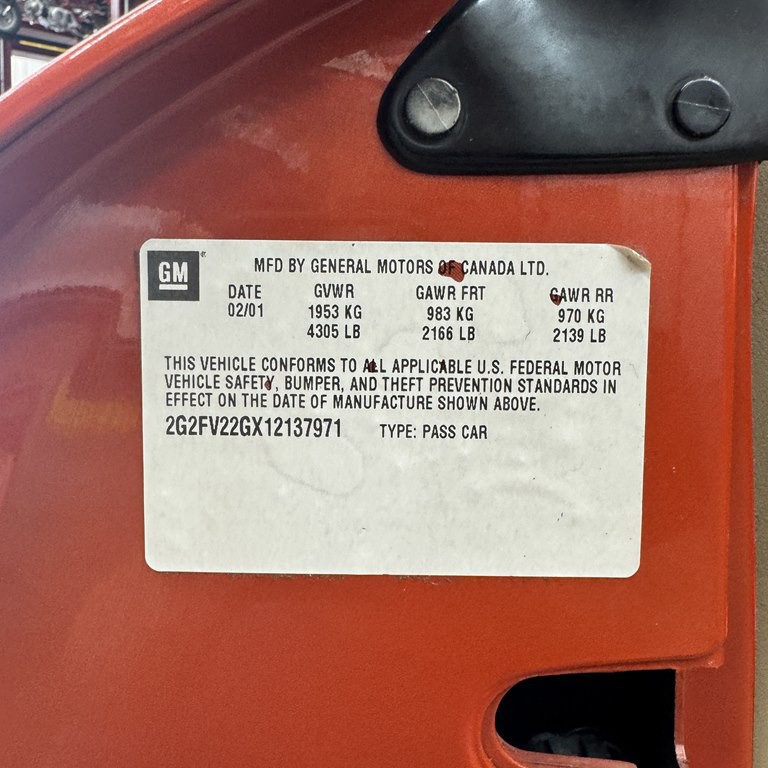 GM
MFD BY GENERAL MOTORS OF CANADA LTD.
DATE GVWR GAWR FRT GAWR RR
02/01 1953 KG 983 KG 970 KG
4305 LB 2166 LB 2139 LB
THIS VEHICLE CONFORMS TO ALL APPLICABLE U.S. FEDERAL MOTOR
VEHICLE SAFETY, BUMPER, AND THEFT PREVENTION STANDARDS IN
EFFECT ON THE DATE OF MANUFACTURE SHOWN ABOVE.
2G2FV22GX12137971 TYPE: PASS CAR